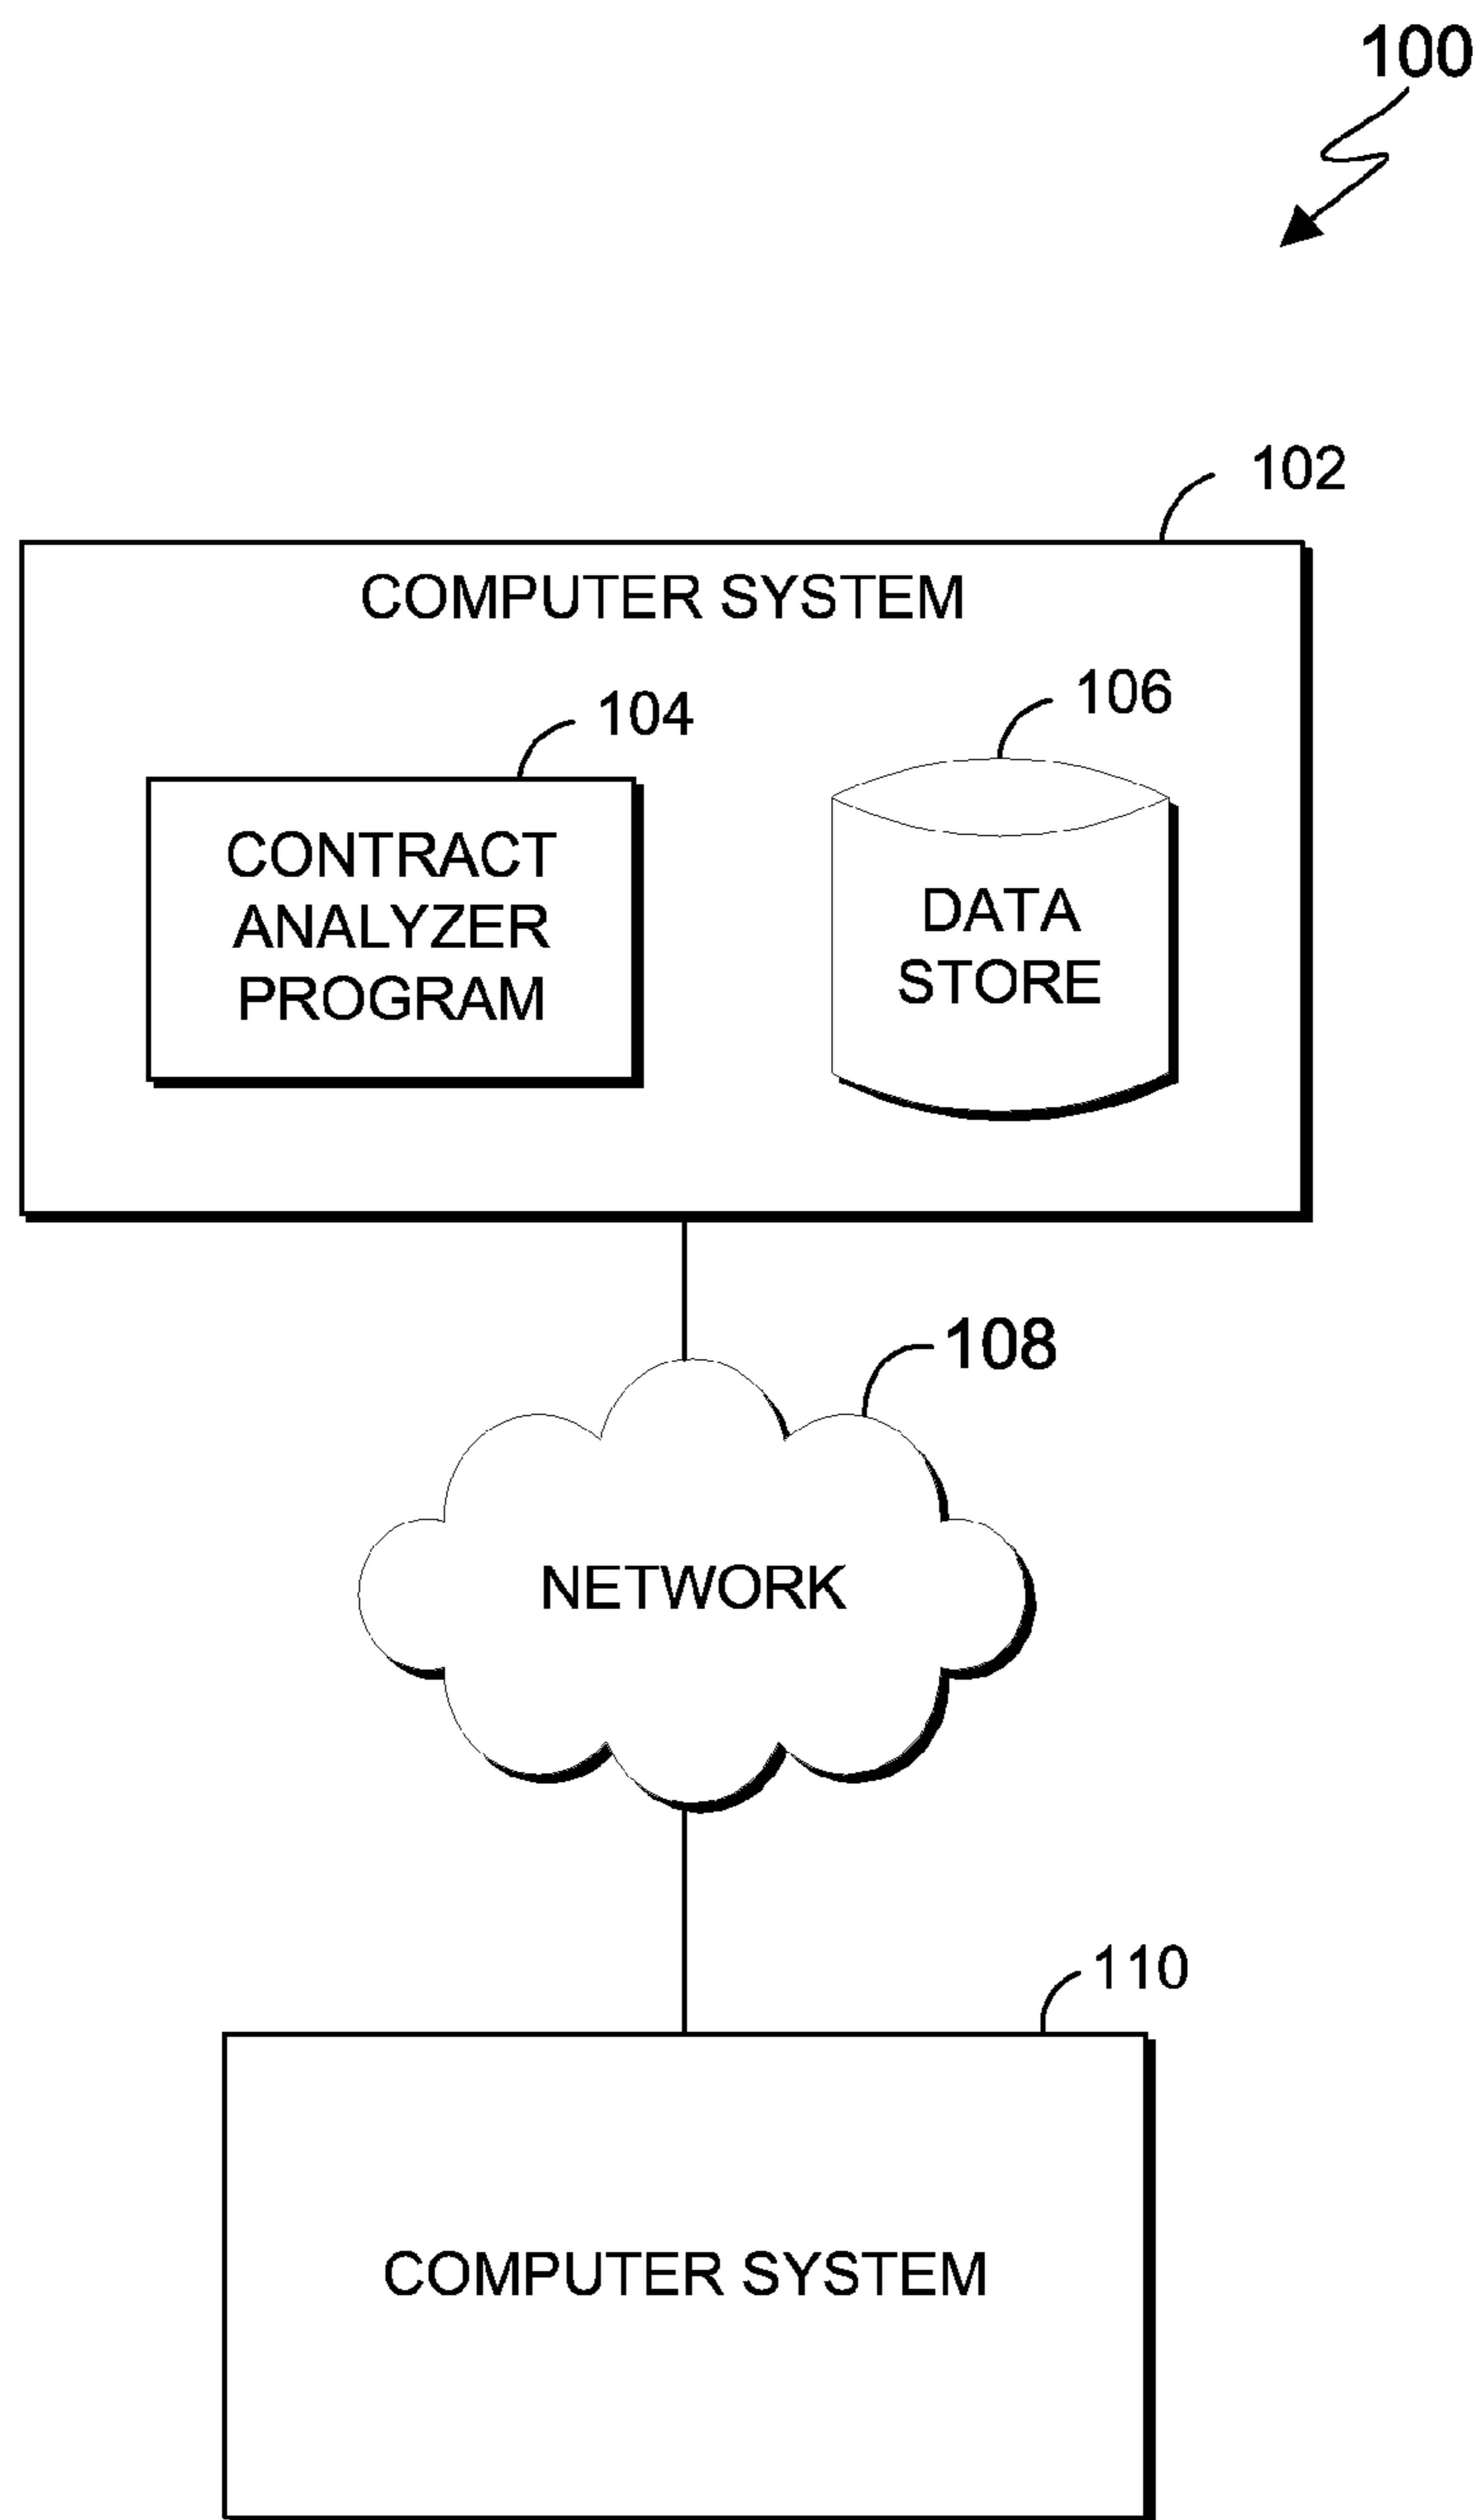 100
102
COMPUTER SYSTEM
106
104
CONTRACT
ANALYZER
PROGRAM
DATA
STORE
108
NETWORK
110
COMPUTER SYSTEM